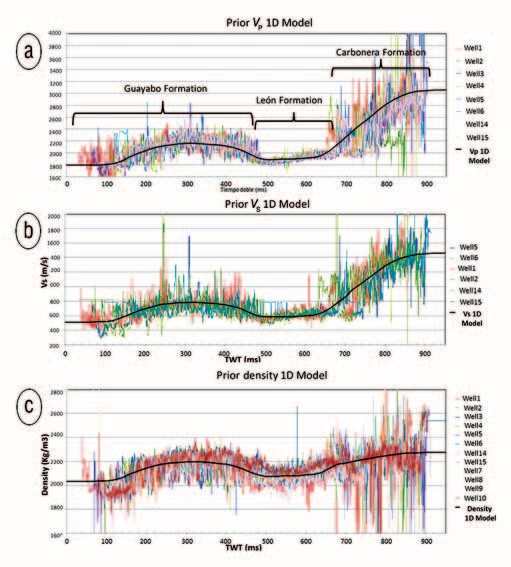 Prior VP 1D Model
a
4000
3800
3600
3400
3200
3000
2800
2600
2400
2200
2000
1800
1600
Guayabo Formation
León Formation
Carbonera Formation
0 100 200 300 400 500 600 700 800 900
Tiempo doble (ms)
Well1
Well2
Well3
Well4
Well5
Well6
Well14
Well15
Vp 1D
Model
Prior VS 1D Model
b
Vs (m/s)
2000
1800
1600
1400
1200
1000
800
600
400
200
0 100 200 300 400 500 600 700 800 900
TWT (ms)
Well5
Well6
Well1
Well2
Well14
Well15
Vs 1D
Model
Prior density 1D Model
c
Density (Kg/m3)
2800
2600
2400
2200
2000
1800
160°
0 100 200 300 400 500 600 700 800 900
TWT (ms)
Well1
Well2
Well3
Well4
Well5
Well6
Well14
Well15
Well7
Well8
Well9
Well10
Density
1D Model